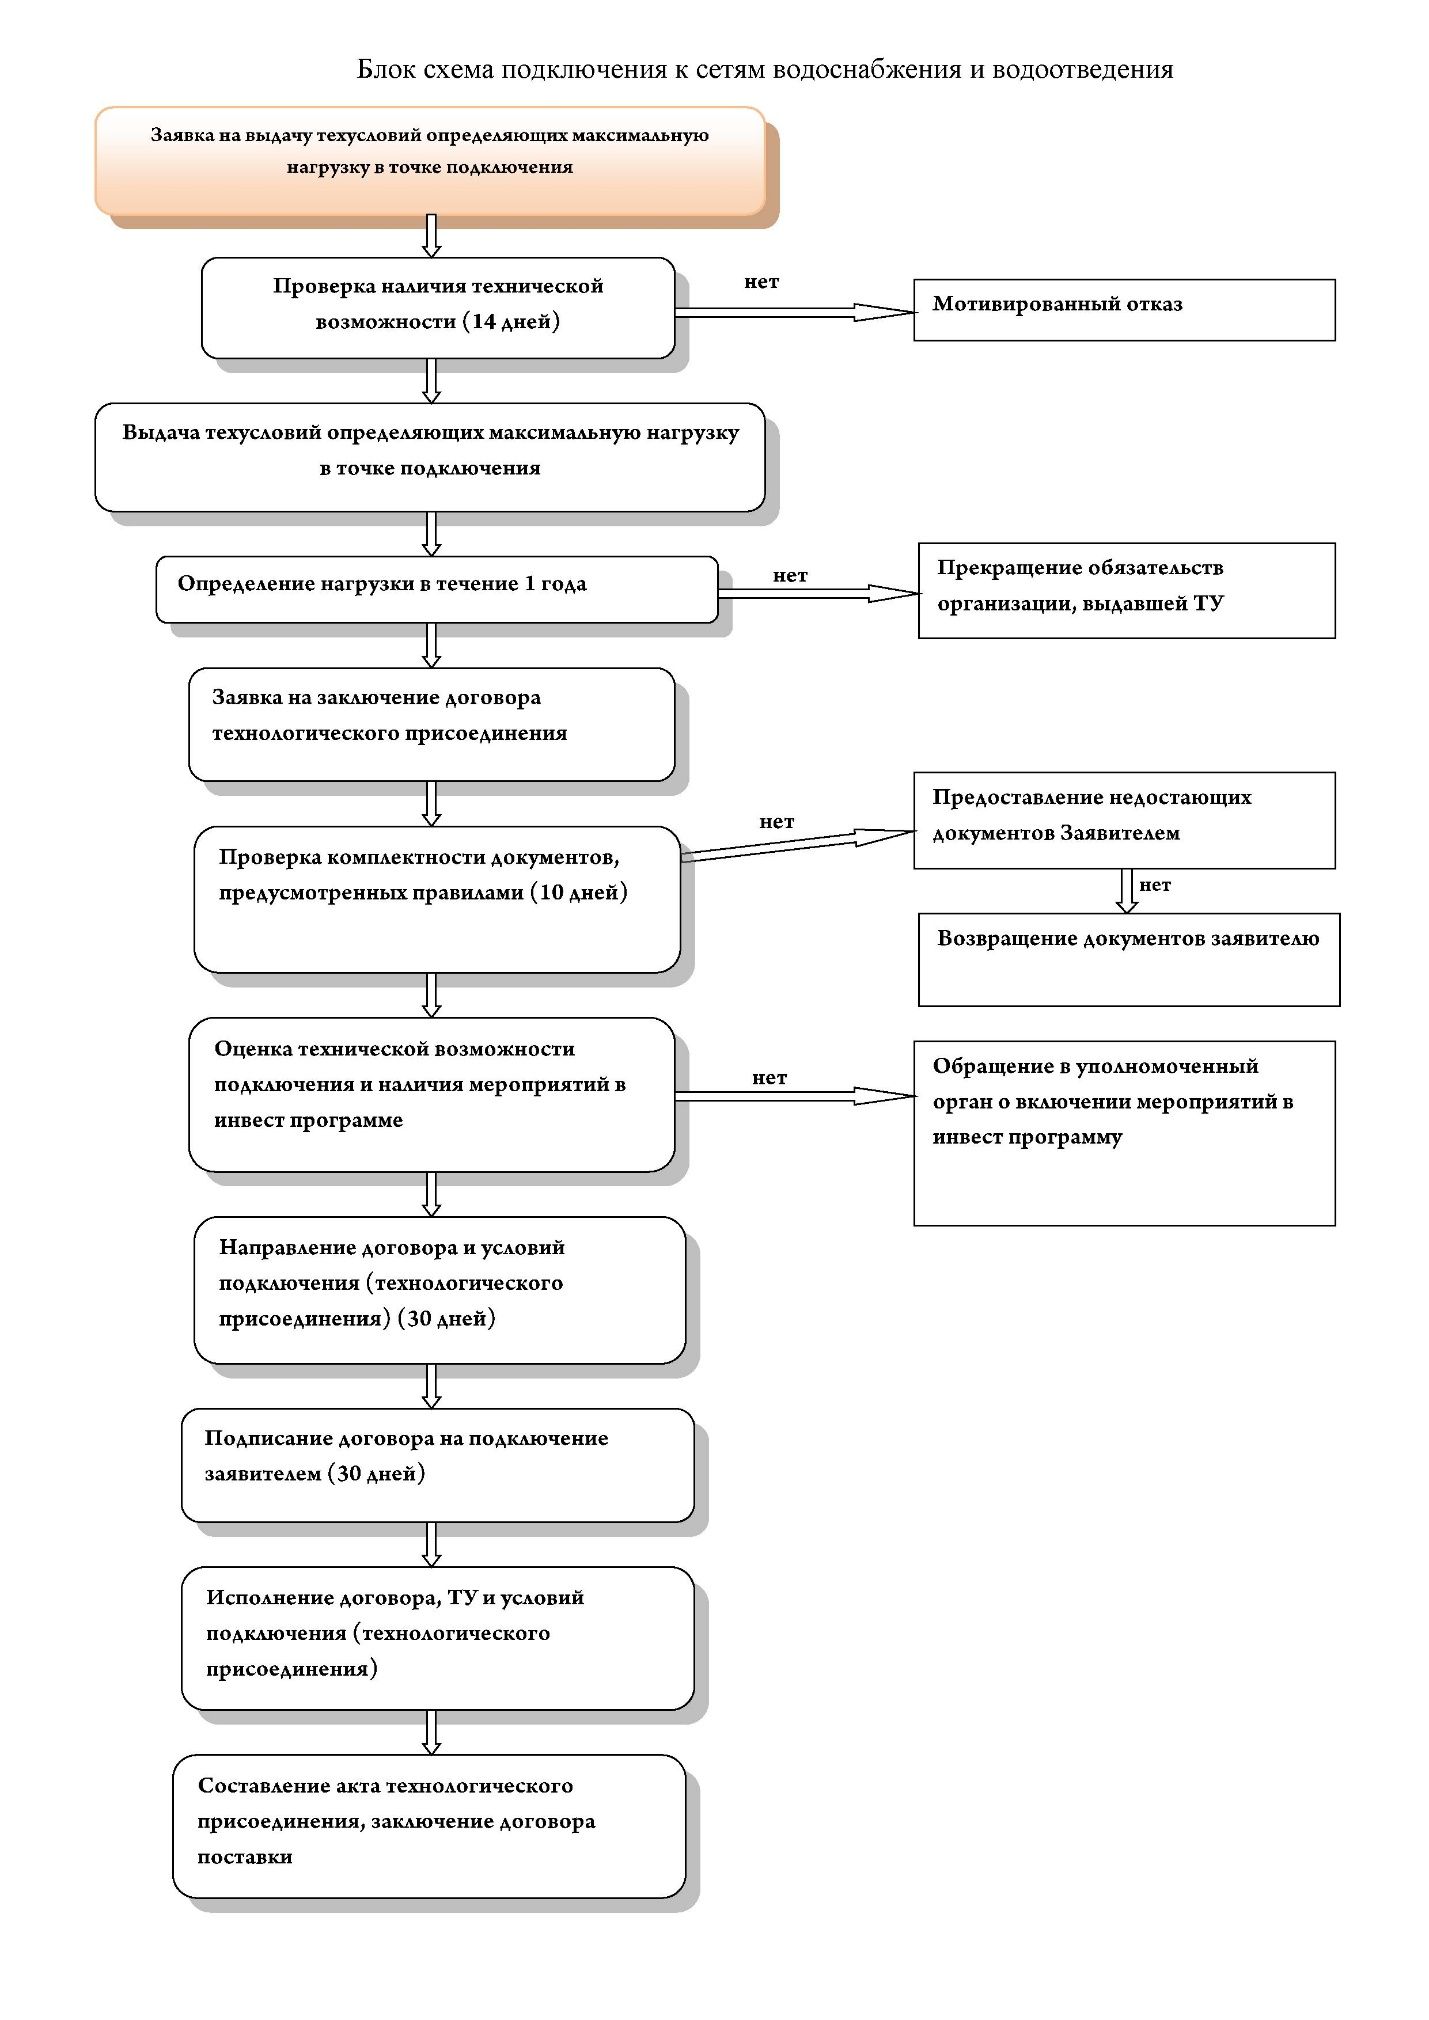 Блок схема подключения к сетям водоснабжения и водоотведения
Заявка на выдачу техусловий определяющих максимальную
нагрузку в точке подключения
Проверка наличия технической
возможности (14 дней)
нет
Мотивированный отказ
Выдача техусловий определяющих максимальную нагрузку
в точке подключения
Определение нагрузки в течение 1 года
нет
Прекращение обязательств
организации, выдавшей ТУ
Заявка на заключение договора
технологического присоединения
Проверка комплектности документов,
предусмотренных правилами (10 дней)
нет
Предоставление недостающих
документов Заявителем
нет
Возвращение документов заявителю
Оценка технической возможности
подключения и наличия мероприятий в
инвест программе
нет
Обращение в уполномоченный
орган о включении мероприятий в
инвест программу
Направление договора и условий
подключения (технологического
присоединения) (30 дней)
Подписание договора на подключение
заявителем (30 дней)
Исполнение договора, ТУ и условий
подключения (технологического
присоединения)
Составление акта технологического
присоединения, заключение договора
поставки